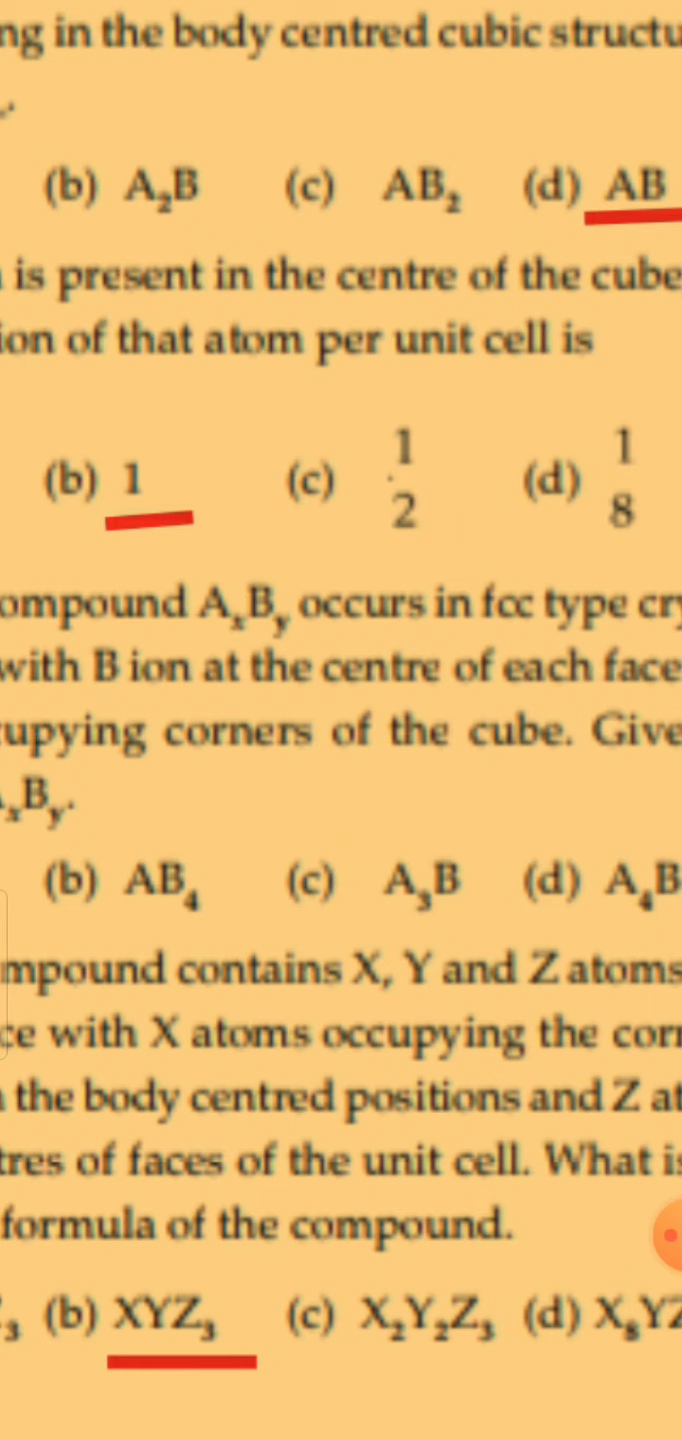 ng in the body centred cubic structu
(b) A₂B (c) AB₂ (d) AB
is present in the centre of the cube
ion of that atom per unit cell is
(b) 1 (c) 1/2 (d) 1/8
ompound AₓBᵧ occurs in fcc type cry
with B ion at the centre of each face
upying corners of the cube. Give
ₓBᵧ.
(b) AB₄ (c) A₃B (d) A₄B
mpound contains X, Y and Z atoms
ce with X atoms occupying the corn
the body centred positions and Z at
tres of faces of the unit cell. What is
formula of the compound.
₃ (b) XYZ₃ (c) X₂Y₂Z₃ (d) X₈YZ